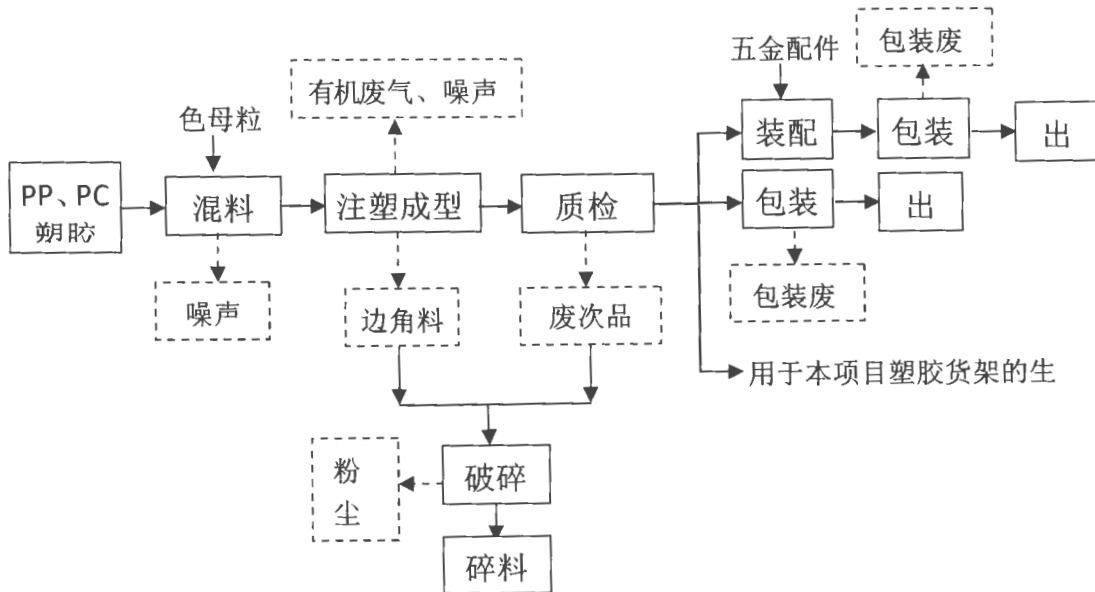 五金配件
包装废
有机废气、噪声
色母粒
装配
包装
出
PP、PC
塑胶
混料
注塑成型
质检
包装
出
噪声
边角料
废次品
包装废
用于本项目塑胶货架的生
粉
尘
破碎
碎料